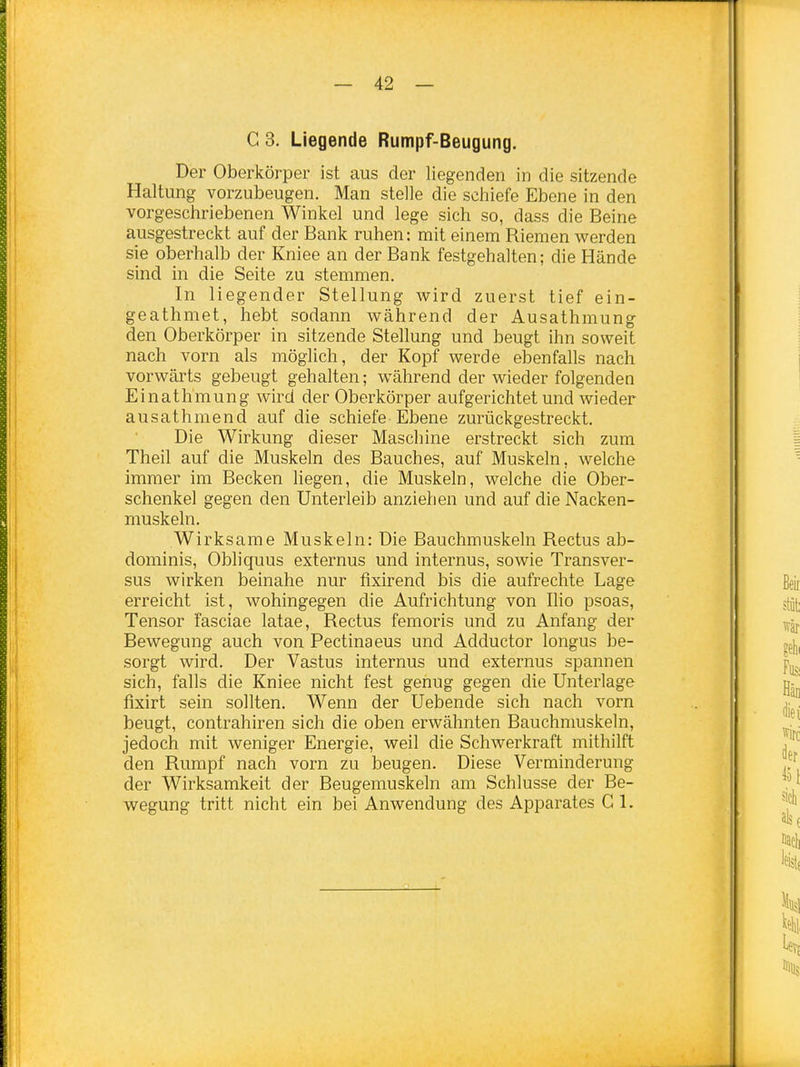 — 42 —
C 3. Liegende Rumpf-Beugung.
Der Oberkörper ist aus der liegenden in die sitzende
Haltung vorzubeugen. Man stelle die schiefe Ebene in den
vorgeschriebenen Winkel und lege sich so, dass die Beine
ausgestreckt auf der Bank ruhen: mit einem Riemen werden
sie oberhalb der Kniee an der Bank festgehalten; die Hände
sind in die Seite zu stemmen.
In liegender Stellung wird zuerst tief ein-
geathmet, hebt sodann während der Ausathmung
den Oberkörper in sitzende Stellung und beugt ihn soweit
nach vorn als möglich, der Kopf werde ebenfalls nach
vorwärts gebeugt gehalten; während der wieder folgenden
Einathmung wird der Oberkörper aufgerichtet und wieder
ausathmend auf die schiefe Ebene zurückgestreckt.
Die Wirkung dieser Maschine erstreckt sich zum
Theil auf die Muskeln des Bauches, auf Muskeln, welche
immer im Becken liegen, die Muskeln, welche die Ober-
schenkel gegen den Unterleib anziehen und auf die Nacken-
muskeln.
Wirksame Muskeln: Die Bauchmuskeln Rectus ab-
dominis, Obliquus externus und internus, sowie Transver-
sus wirken beinahe nur fixirend bis die aufrechte Lage
erreicht ist, wohingegen die Aufrichtung von Ilio psoas,
Tensor fasciae latae, Rectus femoris und zu Anfang der
Bewegung auch von Pectinaeus und Adductor longus be-
sorgt wird. Der Vastus internus und externus spannen
sich, falls die Kniee nicht fest genug gegen die Unterlage
fixirt sein sollten. Wenn der Uebende sich nach vorn
beugt, contrahiren sich die oben erwähnten Bauchmuskeln,
jedoch mit weniger Energie, weil die Schwerkraft mithilft
den Rumpf nach vorn zu beugen. Diese Verminderung
der Wirksamkeit der Beugemuskeln am Schlusse der Be-
wegung tritt nicht ein bei Anwendung des Apparates C 1.